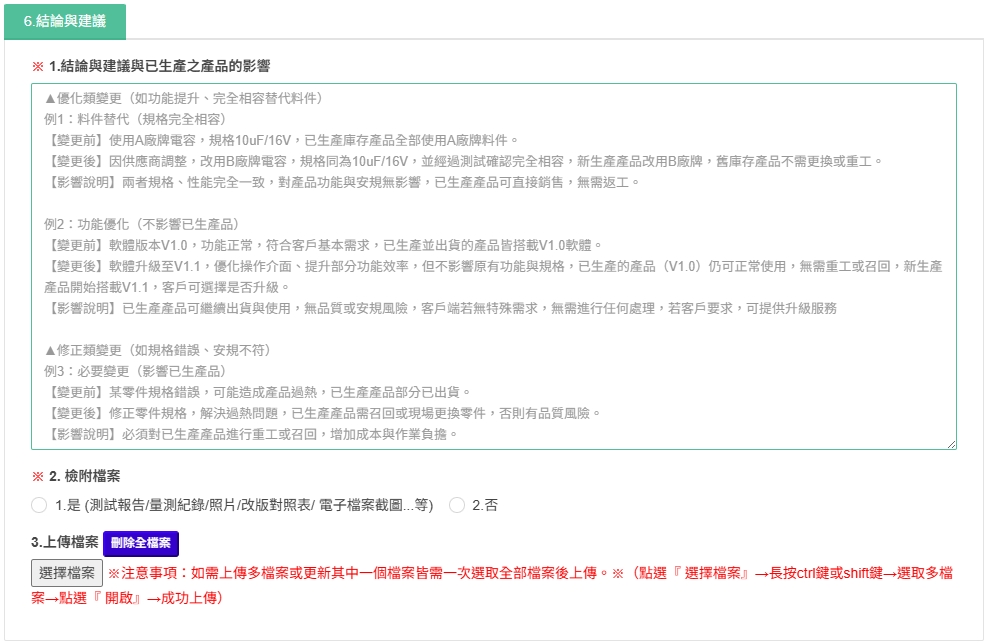 6.結論與建議
※ 1.結論與建議與已生產之產品的影響
▲優化類變更（如功能提升、完全相容替代料件）
例1：料件替代（規格完全相容）
【變更前】使用A廠牌電容，規格10uF/16V，已生產庫存產品全部使用A廠牌料件。
【變更後】因供應商調整，改用B廠牌電容，規格同為10uF/16V，並經過測試確認完全相容，新生產產品改用B廠牌，舊庫存產品不需更換或重工。
【影響說明】兩者規格、性能完全一致，對產品功能與安規無影響，已生產產品可直接銷售，無需返工。
例2：功能優化（不影響已生產品）
【變更前】軟體版本V1.0，功能正常，符合客戶基本需求，已生產並出貨的產品皆搭載V1.0軟體。
【變更後】軟體升級至V1.1，優化操作介面、提升部分功能效率，但不影響原有功能與規格，已生產的產品（V1.0）仍可正常使用，無需重工或召回，新生產
產品開始搭載V1.1，客戶可選擇是否升級。
【影響說明】已生產產品可繼續出貨與使用，無品質或安規風險，客戶端若無特殊需求，無需進行任何處理，若客戶要求，可提供升級服務
▲修正類變更（如規格錯誤、安規不符）
例3：必要變更（影響已生產品）
【變更前】某零件規格錯誤，可能造成產品過熱，已生產產品部分已出貨。
【變更後】修正零件規格，解決過熱問題，已生產產品需召回或現場更換零件，否則有品質風險。
【影響說明】必須對已生產產品進行重工或召回，增加成本與作業負擔。
※ 2. 檢附檔案
1.是 (測試報告/量測紀錄/照片/改版對照表/ 電子檔案截圖...等) 2.否
3.上傳檔案 刪除全檔案
選擇檔案 ※注意事項：如需上傳多檔案或更新其中一個檔案皆需一次選取全部檔案後上傳。※（點選『 選擇檔案』→長按ctrl鍵或shift鍵→選取多檔
案→點選『 開啟』→成功上傳）